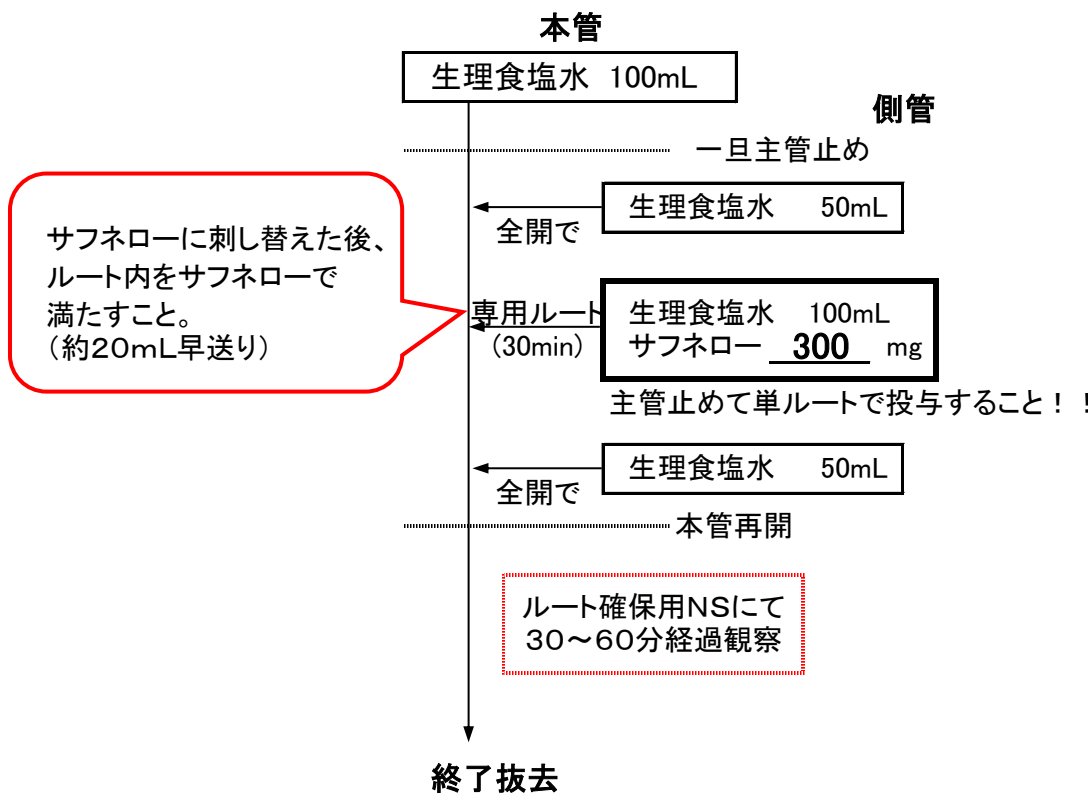 本管
生理食塩水 100mL
側管
一旦主管止め
生理食塩水 50mL
全開で
サフネローに刺し替えた後、
ルート内をサフネローで
満たすこと。
（約20mL早送り）
専用ルート
(30min)
生理食塩水 100mL
サフネロー 300 mg
主管止めて単ルートで投与すること！！
生理食塩水 50mL
全開で
本管再開
ルート確保用NSにて
30～60分経過観察
終了抜去